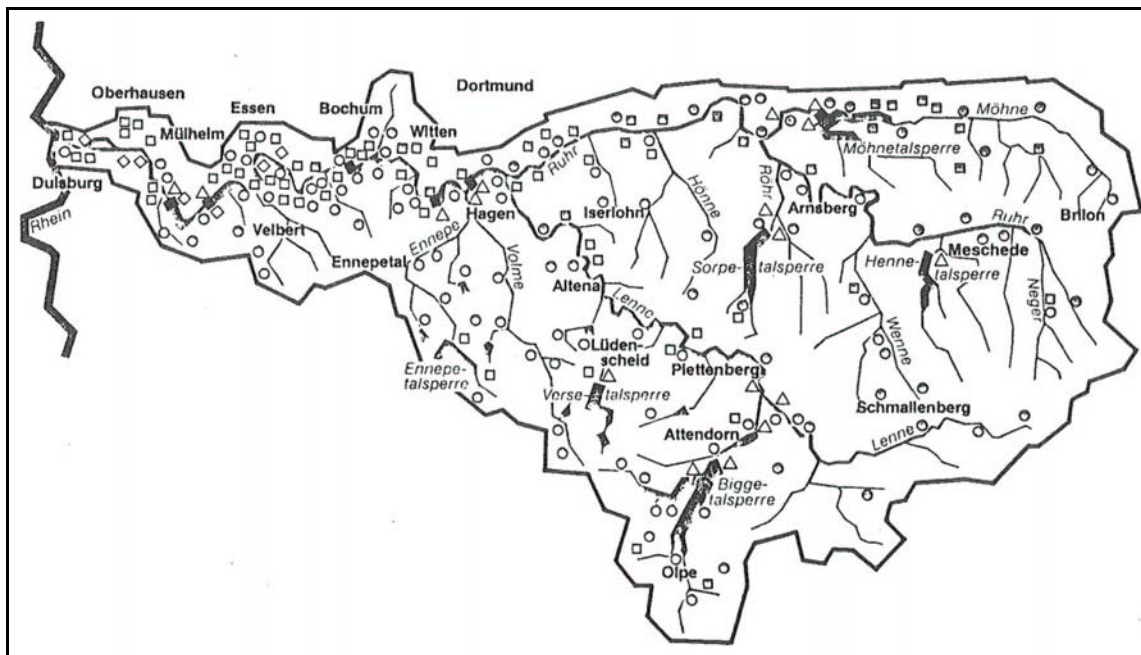 Dortmund
Oberhausen
Essen
Bochum
Witten
Mülheim
Möhne
Möhnetalsperre
Ruhr
Duisburg
Rhein
Hönne
Röhr
Arnsberg
Iserlohn
Hagen
Ruhr
Brilon
Velbert
Ennepe
Volme
Ennepetal
Meschede
Sorpe-
talsperre
Henne-
talsperre
Neger
Altena
Lenne
Wenne
Lüden-
scheid
Ennepe-
talsperre
Plettenberg
Verse-
talsperre
Schmallenberg
Attendorn
Lenne
Bigge-
talsperre
Olpe